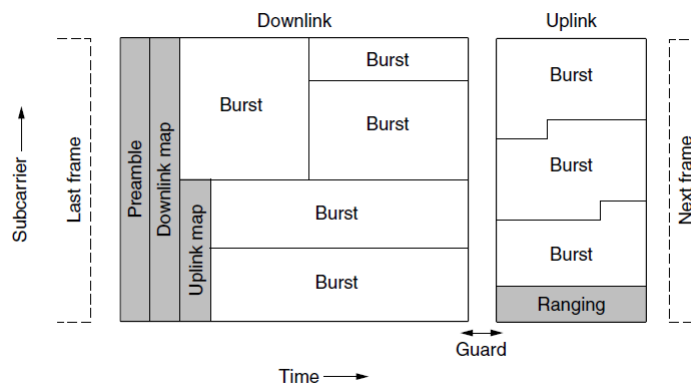 Downlink
Uplink
Subcarrier
Last frame
Preamble
Downlink map
Uplink map
Burst
Burst
Burst
Burst
Burst
Burst
Burst
Burst
Ranging
Next frame
Guard
Time